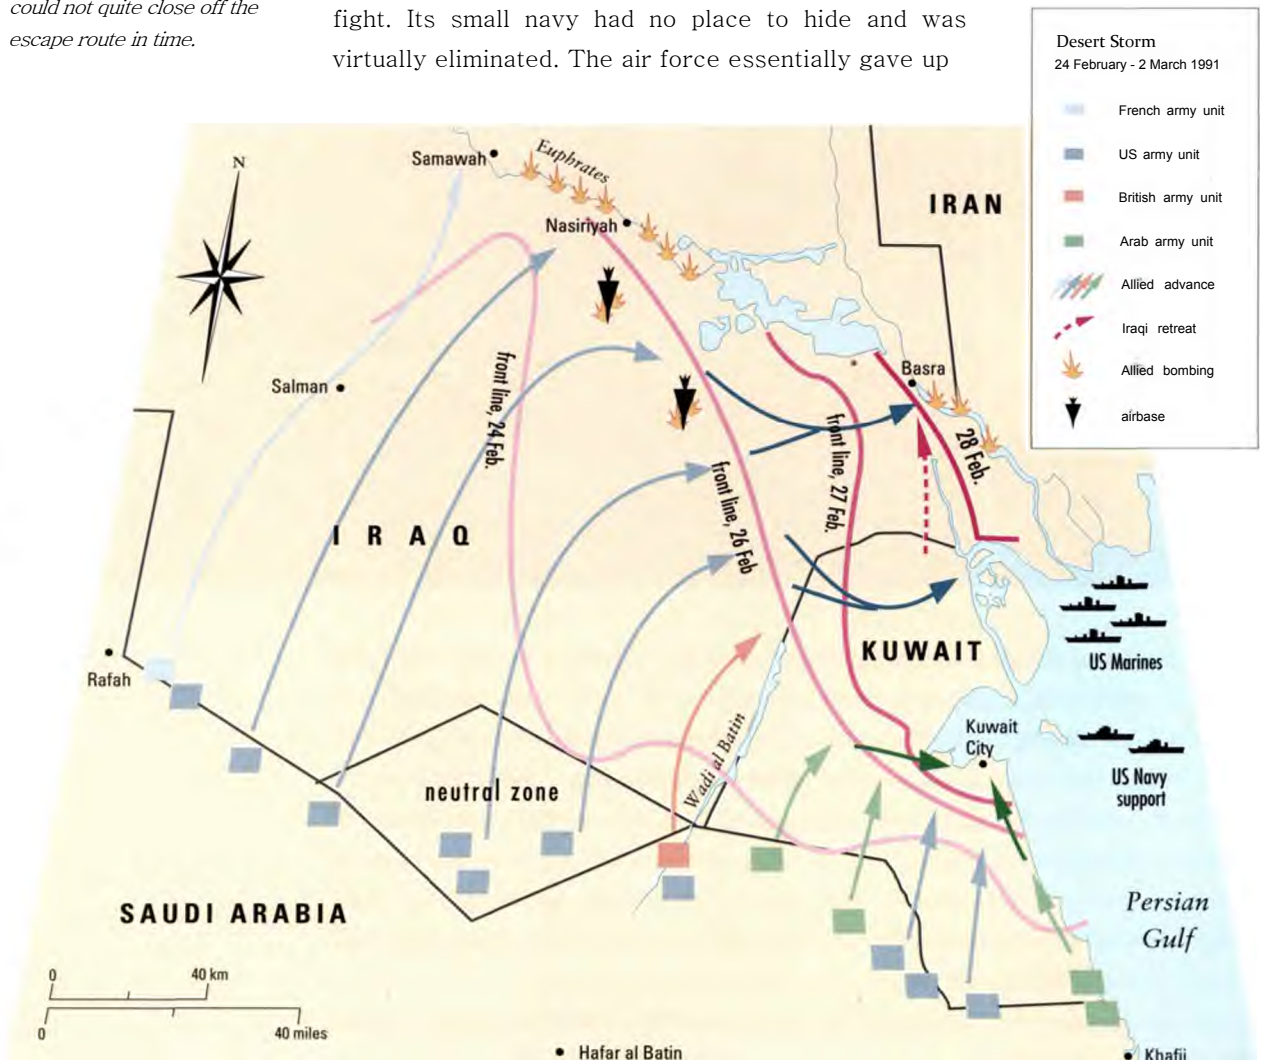 could not quite close off the
escape route in time.
fight. Its small navy had no place to hide and was
virtually eliminated. The air force essentially gave up
Desert Storm
24 February - 2 March 1991
French army unit
US army unit
British army unit
Arab army unit
Allied advance
Iraqi retreat
Allied bombing
airbase
N
Samawah
Euphrates
Nasiriyah
IRAN
Salman
Basra
front line, 24 Feb.
front line, 26 Feb
front line, 27 Feb.
28 Feb.
IRAQ
KUWAIT
US Marines
Rafah
Kuwait
City
Wadi al Batin
neutral zone
US Navy
support
SAUDI ARABIA
Persian
Gulf
0 40 km
0 40 miles
Hafar al Batin
Khafji